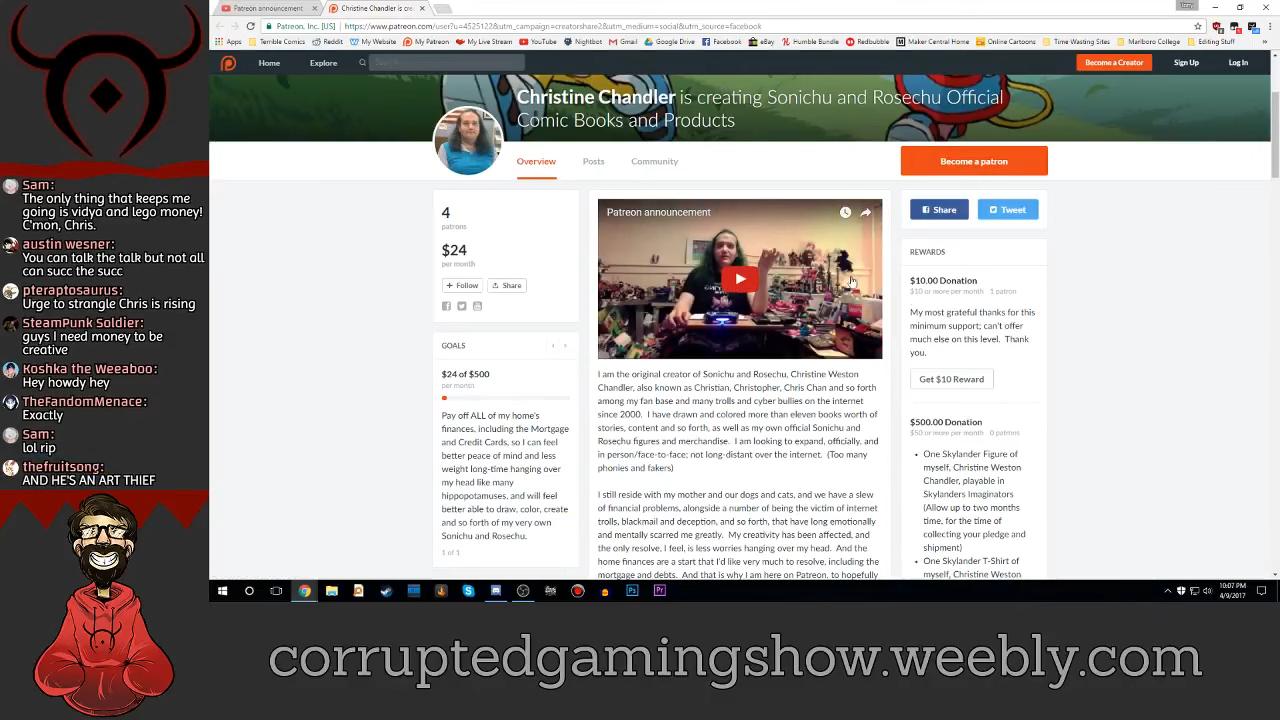 Patreon announcement
Christine Chandler is cre
Tony
Patreon, Inc. [US]
https://www.patreon.com/user?u=4525122&utm_campaign=creatorshare2&utm_medium=social&utm_source=facebook
Apps Terrible Comics Reddit My Website My Patreon My Live Stream YouTube Nightbot Gmail Google Drive Facebook eBay Humble Bundle Redbubble Maker Central Home Online Cartoons Time Wasting Sites Marlboro College Editing Stuff
Home Explore Search Become a Creator Sign Up Log In
Christine Chandler is creating Sonichu and Rosechu Official
Comic Books and Products
Overview Posts Community
Become a patron
4
patrons
$24
per month
+ Follow Share
GOALS
$24 of $500
per month
Pay off ALL of my home's
finances, including the Mortgage
and Credit Cards, so I can feel
better peace of mind and less
weight long-time hanging over
my head like many
hippopotamuses, and will feel
better able to draw, color, create
and so forth of my very own
Sonichu and Rosechu.
1 of 1
Patreon announcement
I am the original creator of Sonichu and Rosechu, Christine Weston
Chandler, also known as Christian, Christopher, Chris Chan and so forth
among my fan base and many trolls and cyber bullies on the internet
since 2000. I have drawn and colored more than eleven books worth of
stories, content and so forth, as well as my own official Sonichu and
Rosechu figures and merchandise. I am looking to expand, officially, and
in person/face-to-face; not long-distant over the internet. (Too many
phonies and fakers)
I still reside with my mother and our dogs and cats, and we have a slew
of financial problems, alongside a number of being the victim of internet
trolls, blackmail and deception, and so forth, that have long emotionally
and mentally scarred me greatly. My creativity has been affected, and
the only resolve, I feel, is less worries hanging over my head. And the
home finances are a start that I'd like very much to resolve, including the
mortgage and debts. And that is why I am here on Patreon, to hopefully
Share Tweet
REWARDS
$10.00 Donation
$10 or more per month 1 patron
My most grateful thanks for this
minimum support; can't offer
much else on this level. Thank
you.
Get $10 Reward
$500.00 Donation
$50 or more per month 0 patrons
One Skylander Figure of
myself, Christine Weston
Chandler, playable in
Skylanders Imaginators
(Allow up to two months
time, for the time of
collecting your pledge and
shipment)
One Skylander T-Shirt of
myself, Christine Weston
Sam:
The only thing that keeps me
going is vidya and lego money!
C'mon, Chris.
austin wesner:
You can talk the talk but not all
can succ the succ
pteraptosaurus:
Urge to strangle Chris is rising
SteamPunk Soldier:
guys I need money to be
creative
Koshka the Weeaboo:
Hey howdy hey
TheFandomMenace:
Exactly
Sam:
lol rip
thefruitsong:
AND HE'S AN ART THIEF
Ps Pr
10:07 PM
4/9/2017
corruptedgamingshow.weebly.com